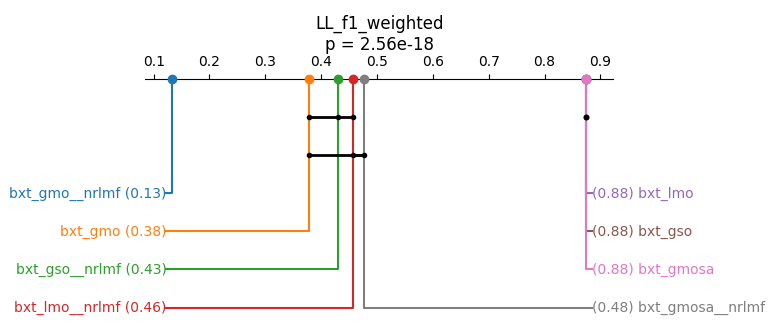 LL_f1_weighted
p = 2.56e-18
0.1 0.2 0.3 0.4 0.5 0.6 0.7 0.8 0.9
bxt_gmo__nrlmf (0.13) (0.88) bxt_lmo
bxt_gmo (0.38) (0.88) bxt_gso
bxt_gso__nrlmf (0.43) (0.88) bxt_gmosa
bxt_lmo__nrlmf (0.46) (0.48) bxt_gmosa__nrlmf